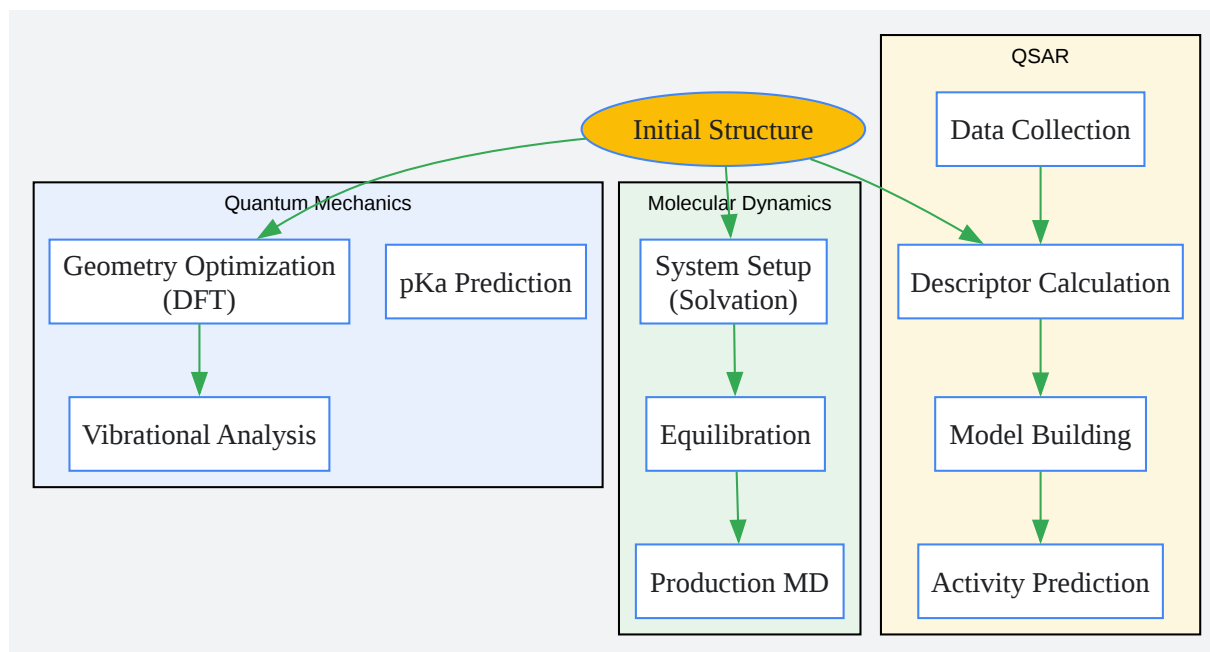 QSAR
Initial Structure
Data Collection
Quantum Mechanics
Molecular Dynamics
Geometry Optimization
(DFT)
pKa Prediction
System Setup
(Solvation)
Descriptor Calculation
Vibrational Analysis
Equilibration
Model Building
Production MD
Activity Prediction